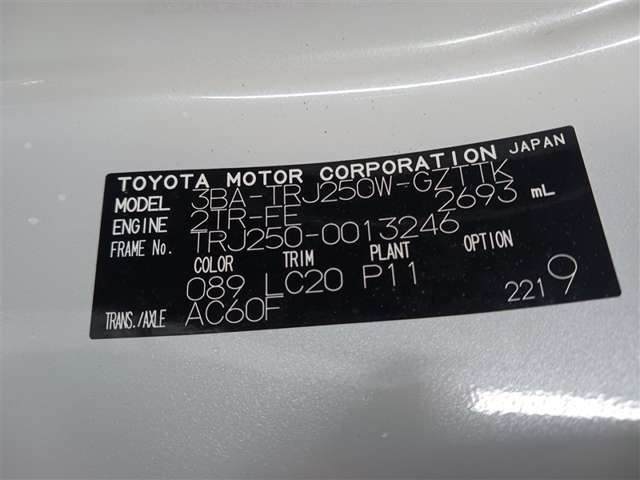 TOYOTA MOTOR CORPORATION JAPAN
MODEL 3BA-TRJ250W-GZTTK
ENGINE 2TR-FE 2693 mL
FRAME No. TRJ250-0013246
COLOR TRIM PLANT OPTION
089 LC20 P11
TRANS./AXLE AC60F 2219